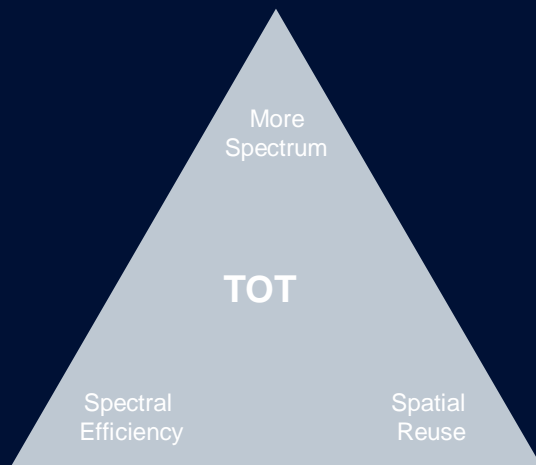 More
Spectrum
TOT
Spectral
Efficiency
Spatial
Reuse